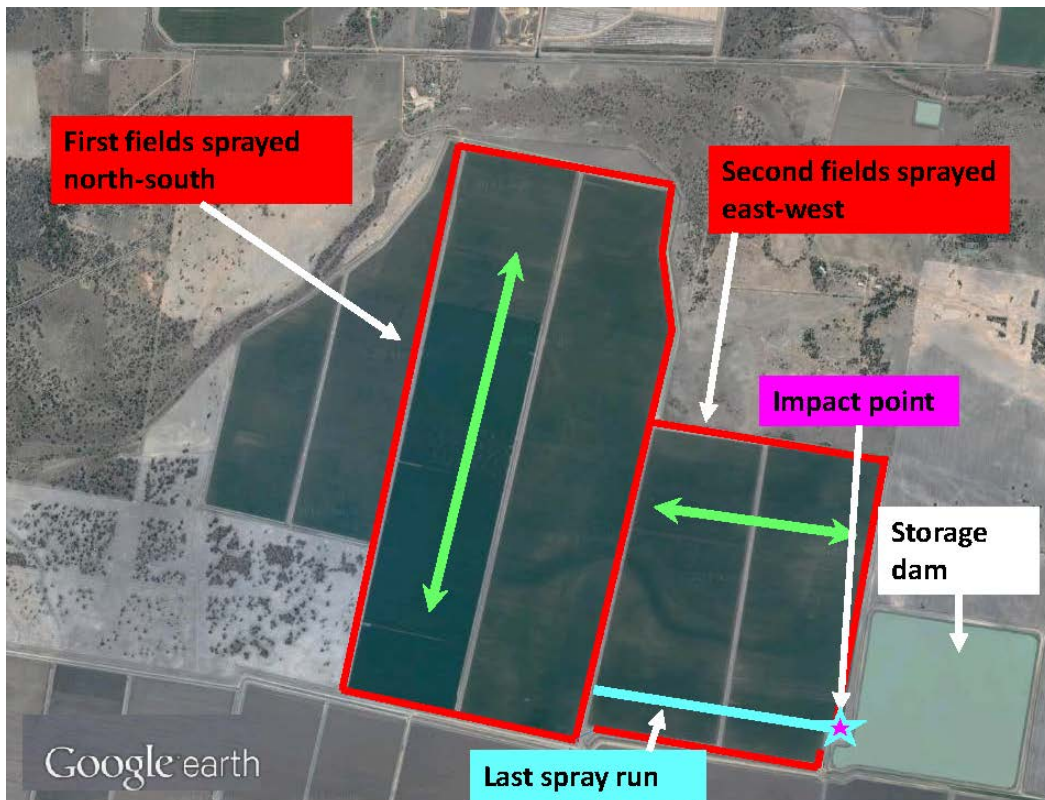 First fields sprayed
north-south
Second fields sprayed
east-west
Impact point
Storage
dam
Last spray run
Google earth